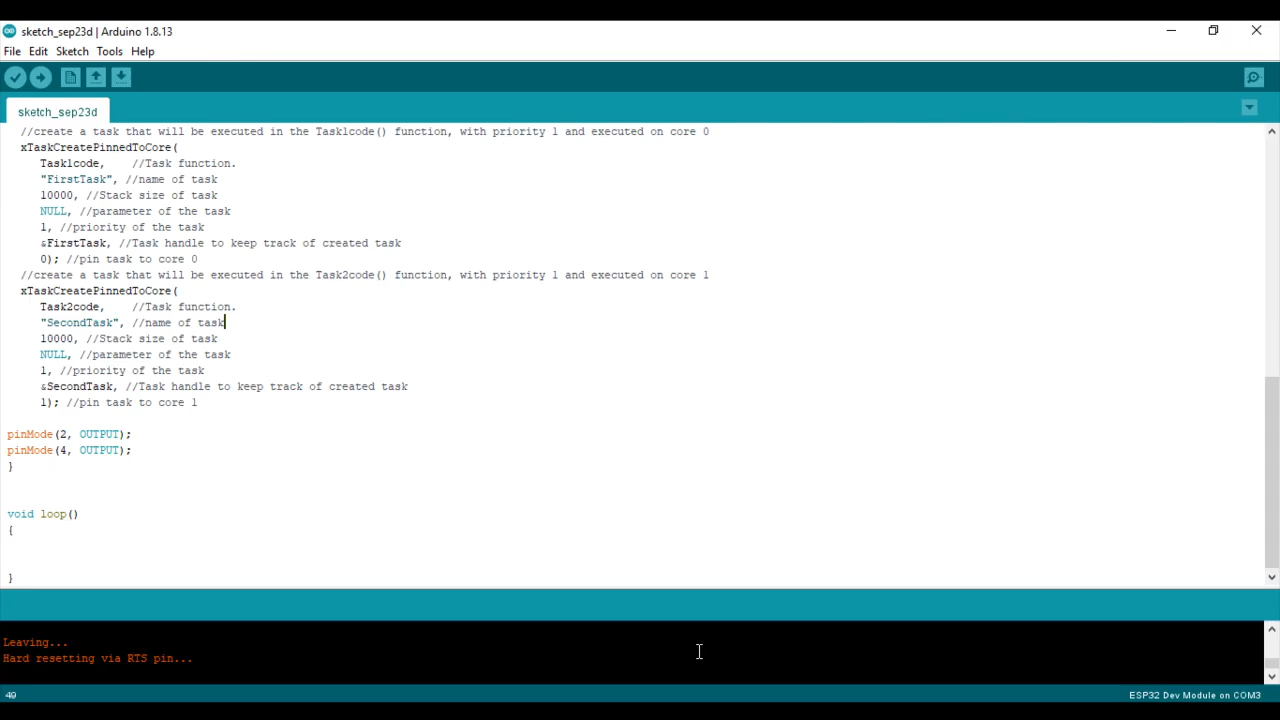 sketch_sep23d | Arduino 1.8.13
File Edit Sketch Tools Help
sketch_sep23d
//create a task that will be executed in the Task1code() function, with priority 1 and executed on core 0
xTaskCreatePinnedToCore(
Task1code, //Task function.
"FirstTask", //name of task
10000, //Stack size of task
NULL, //parameter of the task
1, //priority of the task
&FirstTask, //Task handle to keep track of created task
0); //pin task to core 0
//create a task that will be executed in the Task2code() function, with priority 1 and executed on core 1
xTaskCreatePinnedToCore(
Task2code, //Task function.
"SecondTask", //name of task
10000, //Stack size of task
NULL, //parameter of the task
1, //priority of the task
&SecondTask, //Task handle to keep track of created task
1); //pin task to core 1
pinMode(2, OUTPUT);
pinMode(4, OUTPUT);
}
void loop()
{
}
Leaving...
Hard resetting via RTS pin...
49 ESP32 Dev Module on COM3